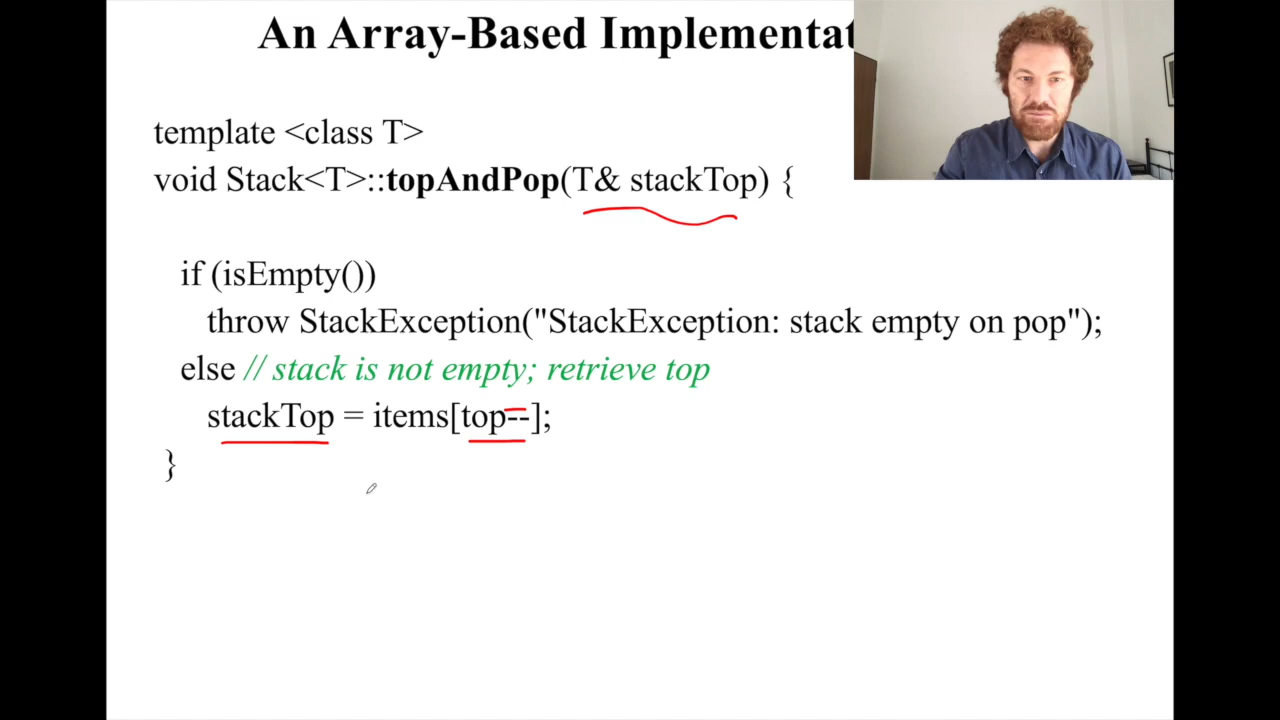 An Array-Based Implementat
template <class T>
void Stack<T>::topAndPop(T& stackTop) {
if (isEmpty())
throw StackException("StackException: stack empty on pop");
else // stack is not empty; retrieve top
stackTop = items[top--];
}